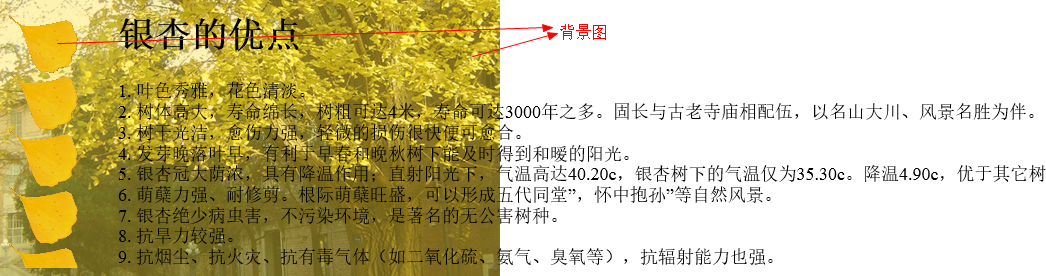 银杏的优点
背景图
1. 叶色秀雅，花色清淡。
2. 树体高大，寿命绵长，树粗可达4米，寿命可达3000年之多。固长与古老寺庙相配伍，以名山大川、风景名胜为伴。
3. 树干光洁，愈伤力强，轻微的损伤很快便可愈合。
4. 发芽晚落叶早，有利于早春和晚秋树下能及时得到和暖的阳光。
5. 银杏冠大荫浓，具有降温作用；直射阳光下，气温高达40.20c，银杏树下的气温仅为35.30c。降温4.90c，优于其它树
6. 萌蘖力强、耐修剪。根际萌蘖旺盛，可以形成五代同堂”，怀中抱孙”等自然风景。
7. 银杏绝少病虫害，不污染环境，是著名的无公害树种。
8. 抗旱力较强。
9. 抗烟尘、抗火灾、抗有毒气体（如二氧化硫、氨气、臭氧等），抗辐射能力也强。